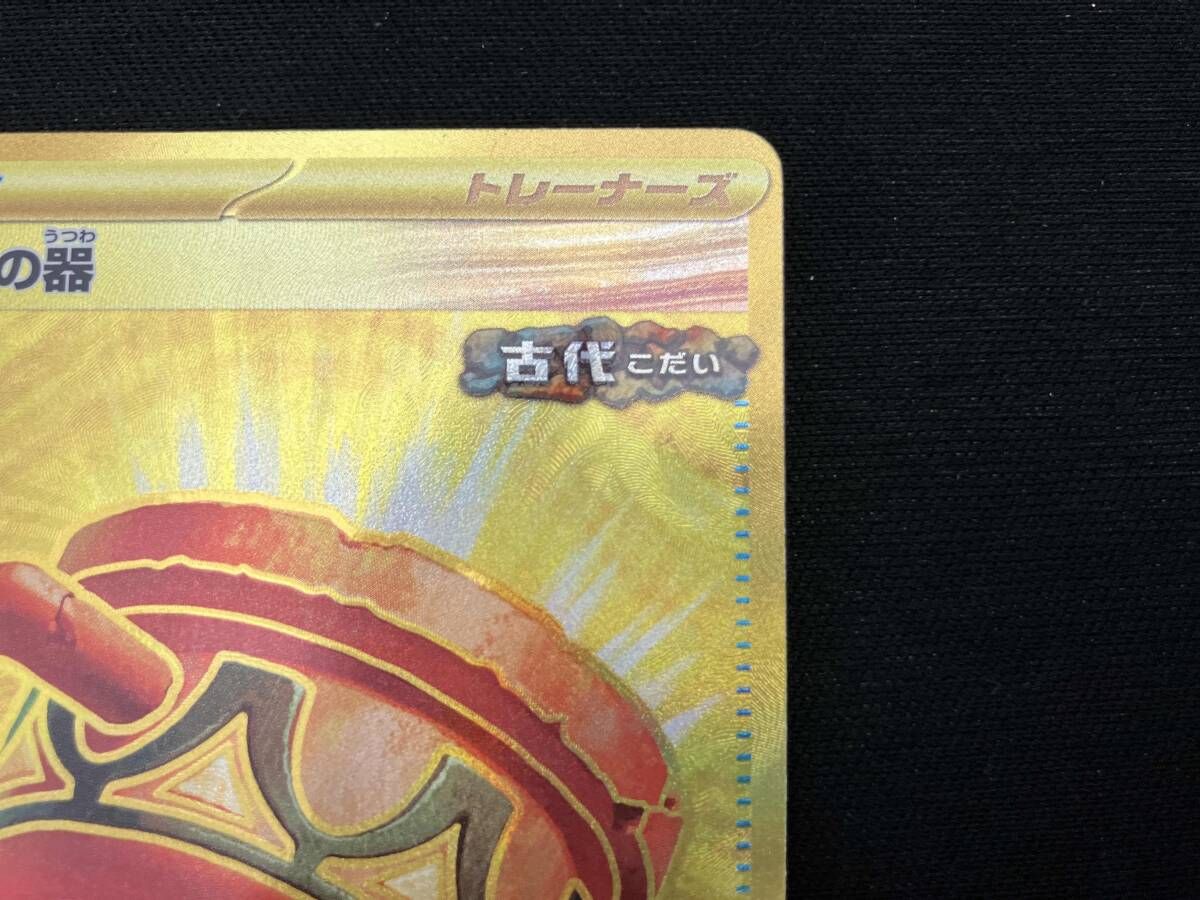 トレーナーズ
うつわ
の器
古代 こだい